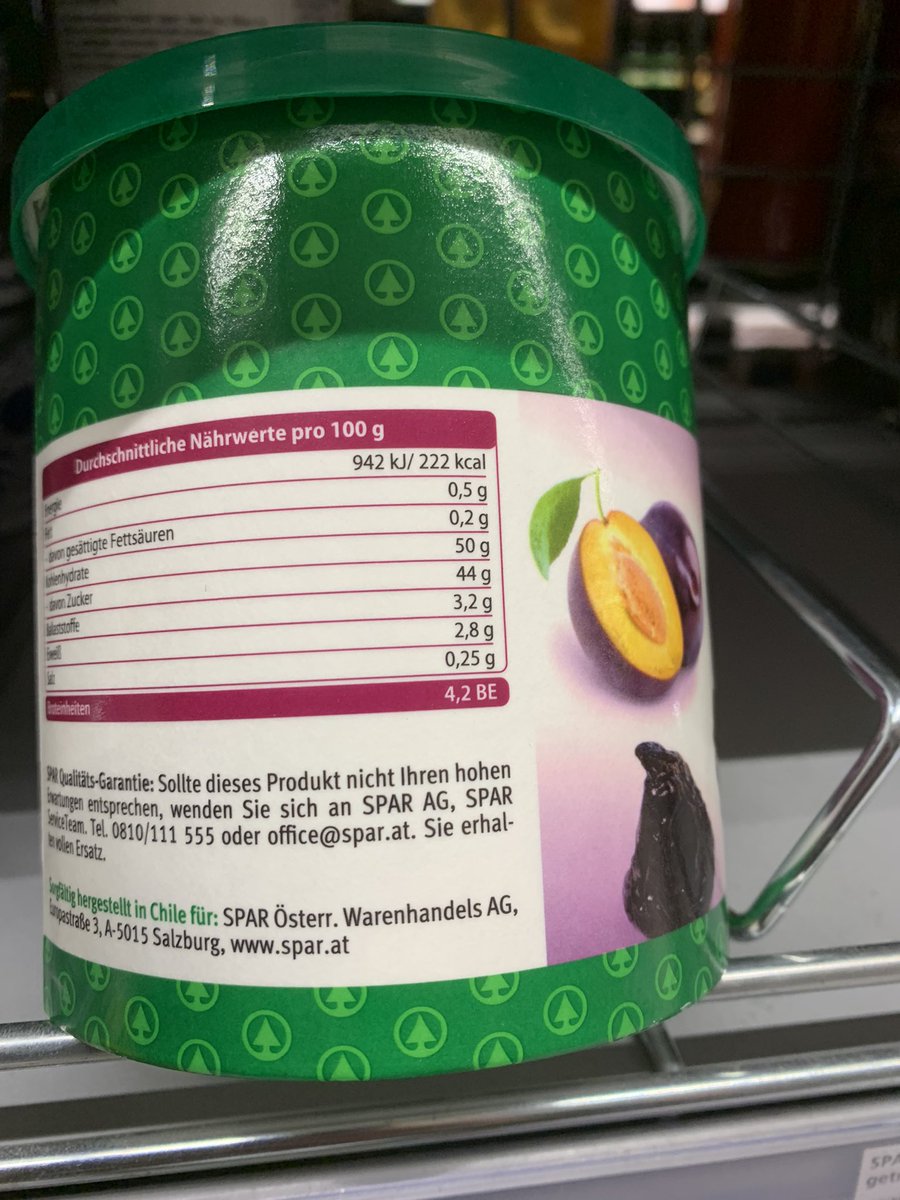 Durchschnittliche Nährwerte pro 100 g
Energie 942 kJ/ 222 kcal
Fett 0,5 g
- davon gesättigte Fettsäuren 0,2 g
Kohlenhydrate 50 g
- davon Zucker 44 g
Ballaststoffe 3,2 g
Eiweiß 2,8 g
Salz 0,25 g
Broteinheiten 4,2 BE
SPAR Qualitäts-Garantie: Sollte dieses Produkt nicht Ihren hohen
Erwartungen entsprechen, wenden Sie sich an SPAR AG, SPAR
ServiceTeam. Tel. 0810/111 555 oder office@spar.at. Sie erhal-
ten vollen Ersatz.
Sorgfältig hergestellt in Chile für: SPAR Österr. Warenhandels AG,
Europastraße 3, A-5015 Salzburg, www.spar.at